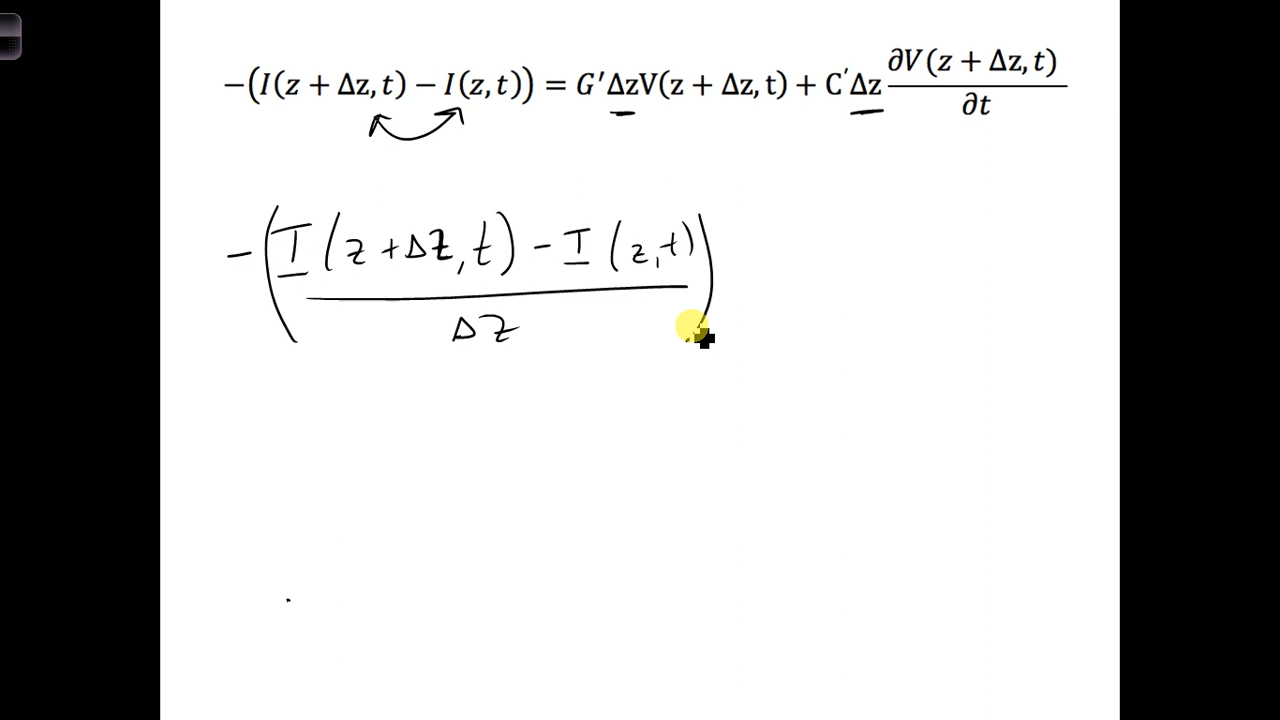 −(I(z + Δz, t) − I(z, t)) = G′ΔzV(z + Δz, t) + C′Δz ∂V(z + Δz, t)/∂t
−(I(z + Δz, t) − I(z, t)
Δz)